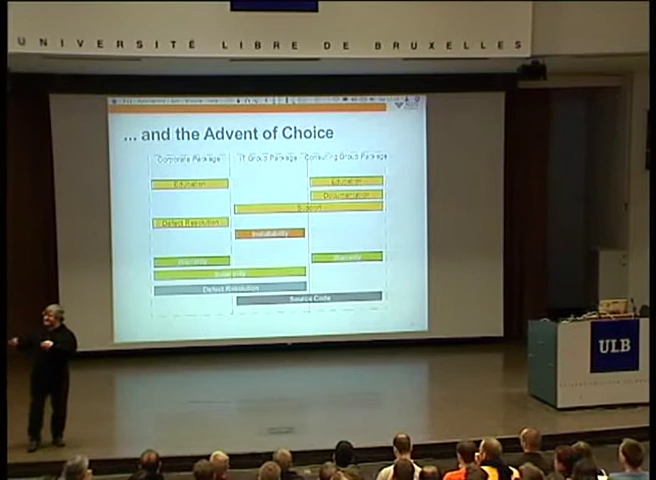 UNIVERSITÉ LIBRE DE BRUXELLES
... and the Advent of Choice
Corporate Package IT Group Package Consulting Group Package
Education Education
Documentation
Support
Defect Resolution
Installability
Warranty Warranty
Defect Resolution
Source Code
ULB